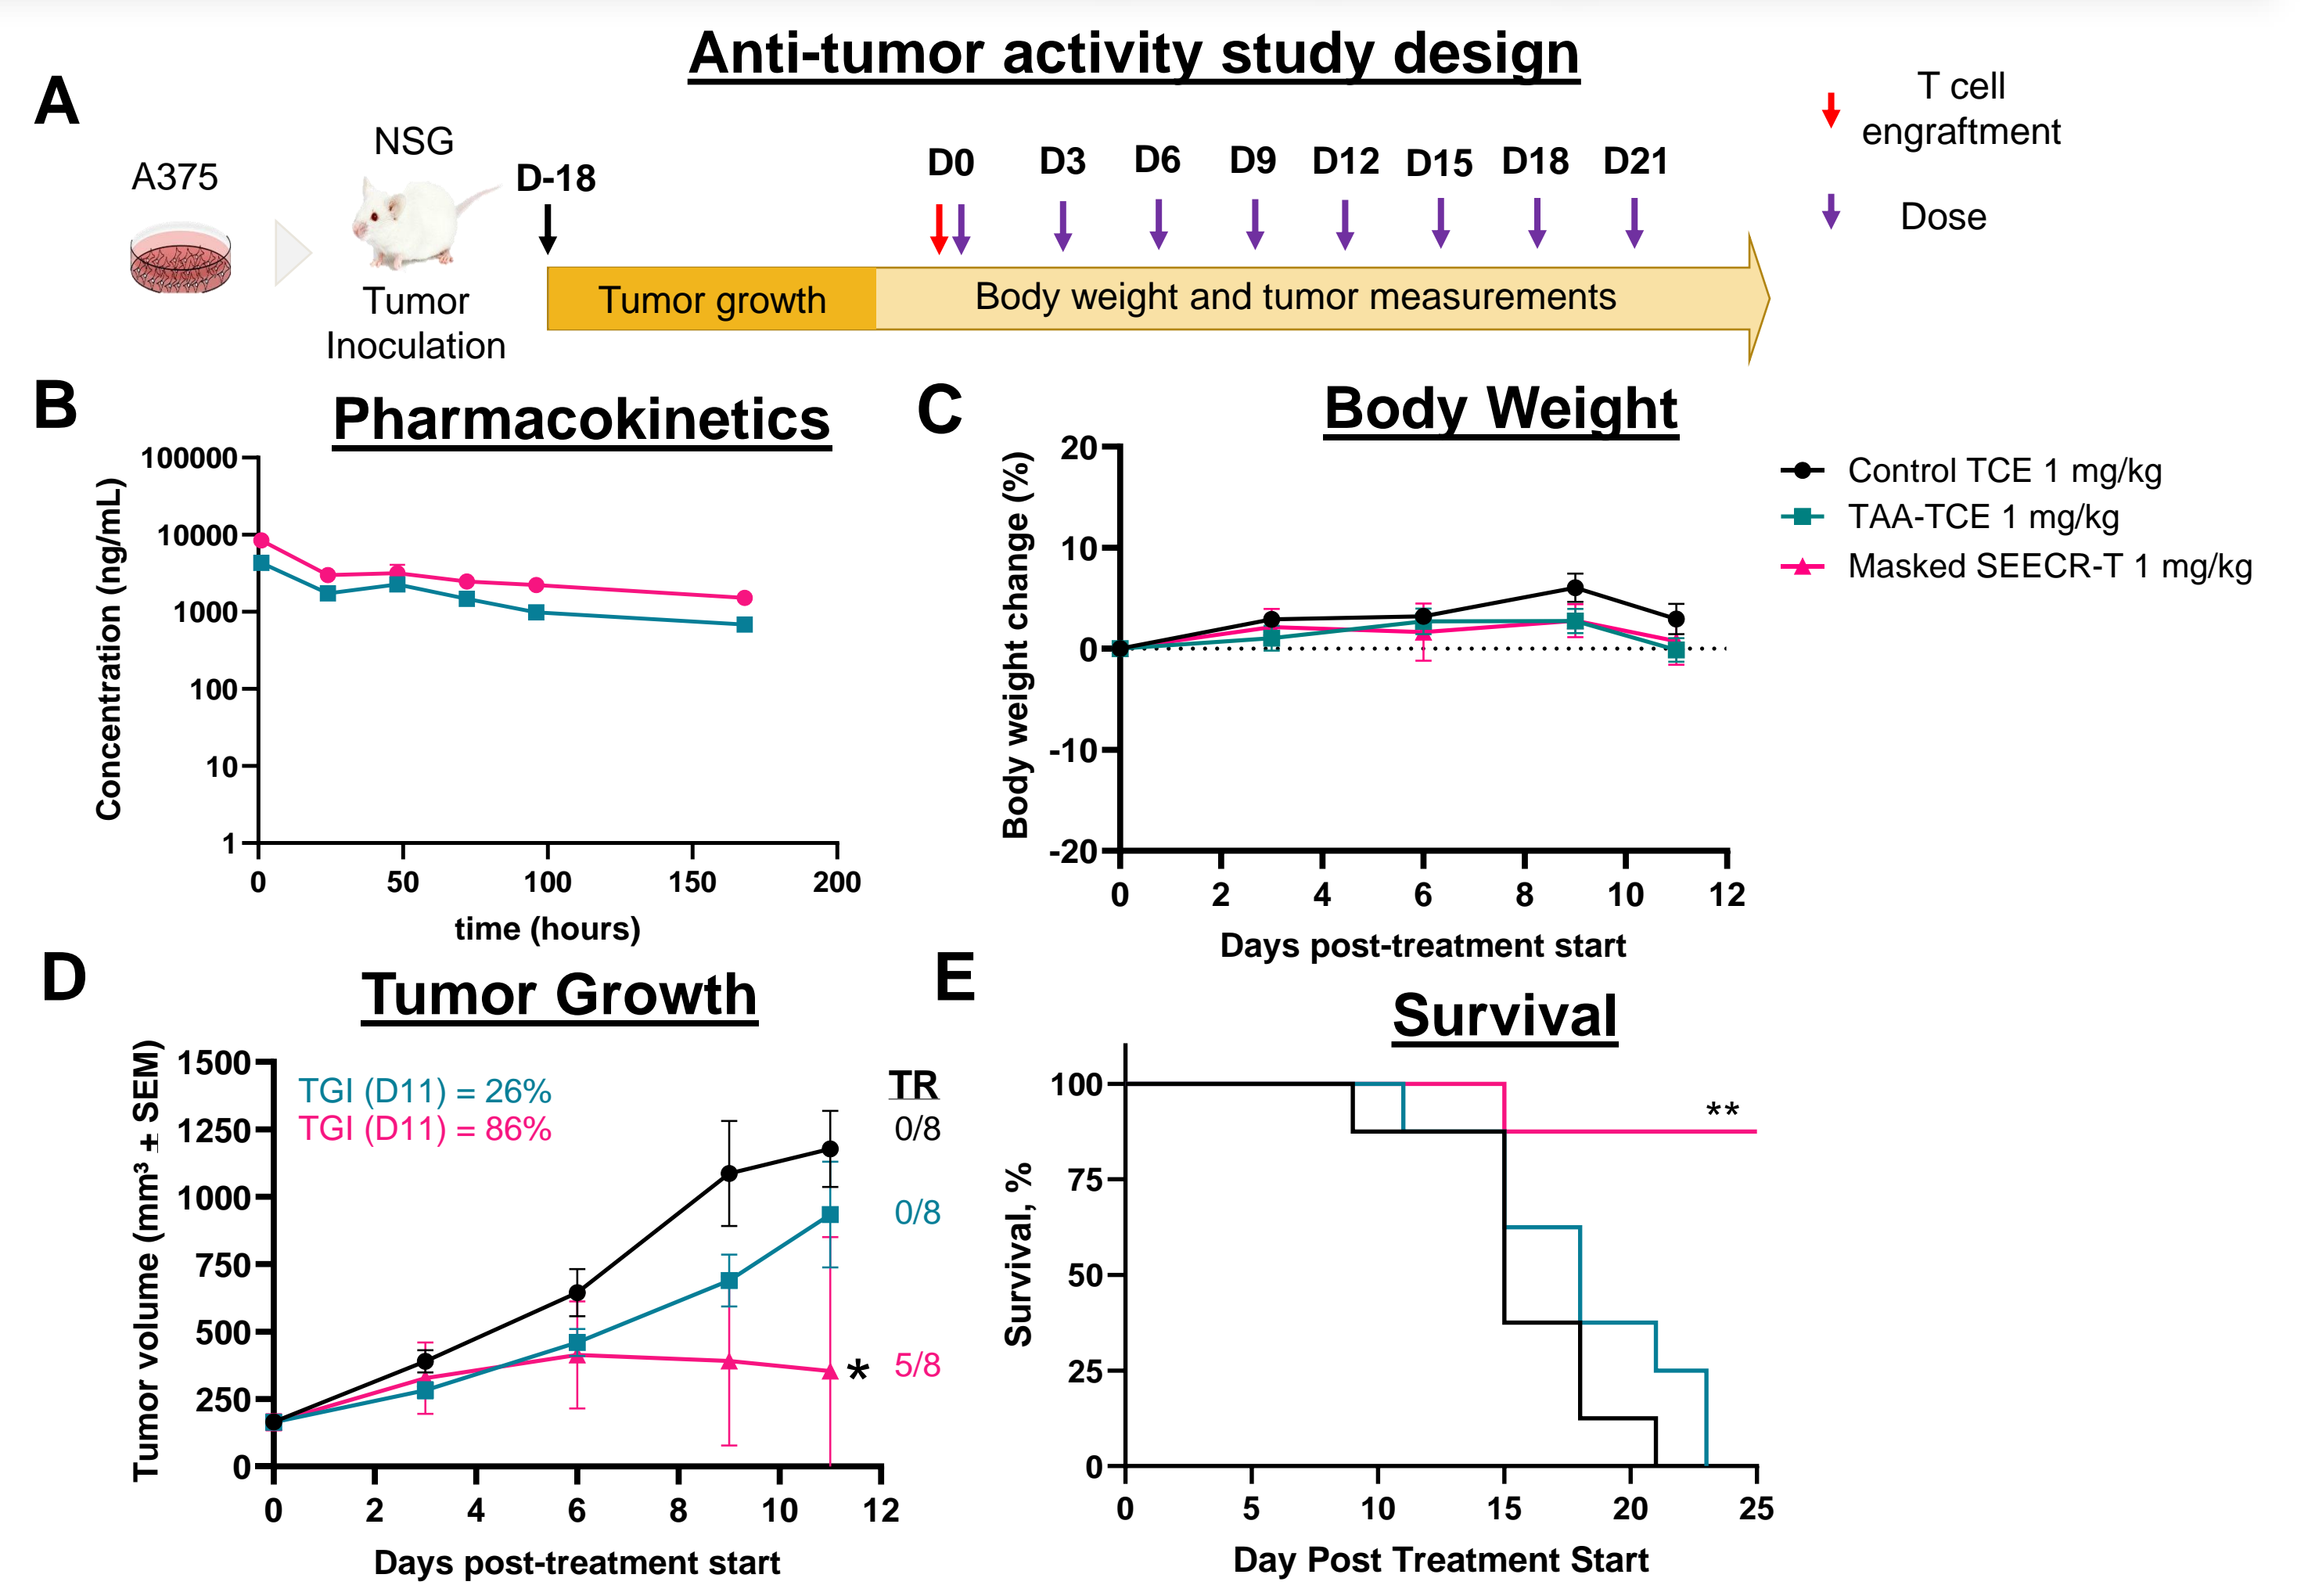 Anti-tumor activity study design
A
A375
NSG
Tumor
Inoculation
D-18
D0
D3
D6
D9
D12
D15
D18
D21
T cell
engraftment
Dose
Tumor growth
Body weight and tumor measurements
B
Pharmacokinetics
Concentration (ng/mL)
100000
10000
1000
100
10
1
0
50
100
150
200
time (hours)
C
Body Weight
Body weight change (%)
20
10
0
-10
-20
0
2
4
6
8
10
12
Days post-treatment start
Control TCE 1 mg/kg
TAA-TCE 1 mg/kg
Masked SEECR-T 1 mg/kg
D
Tumor Growth
Tumor volume (mm³ ± SEM)
1500
1250
1000
750
500
250
0
TGI (D11) = 26%
TGI (D11) = 86%
TR
0/8
0/8
* 5/8
0
2
4
6
8
10
12
Days post-treatment start
E
Survival
Survival, %
100
75
50
25
0
**
0
5
10
15
20
25
Day Post Treatment Start